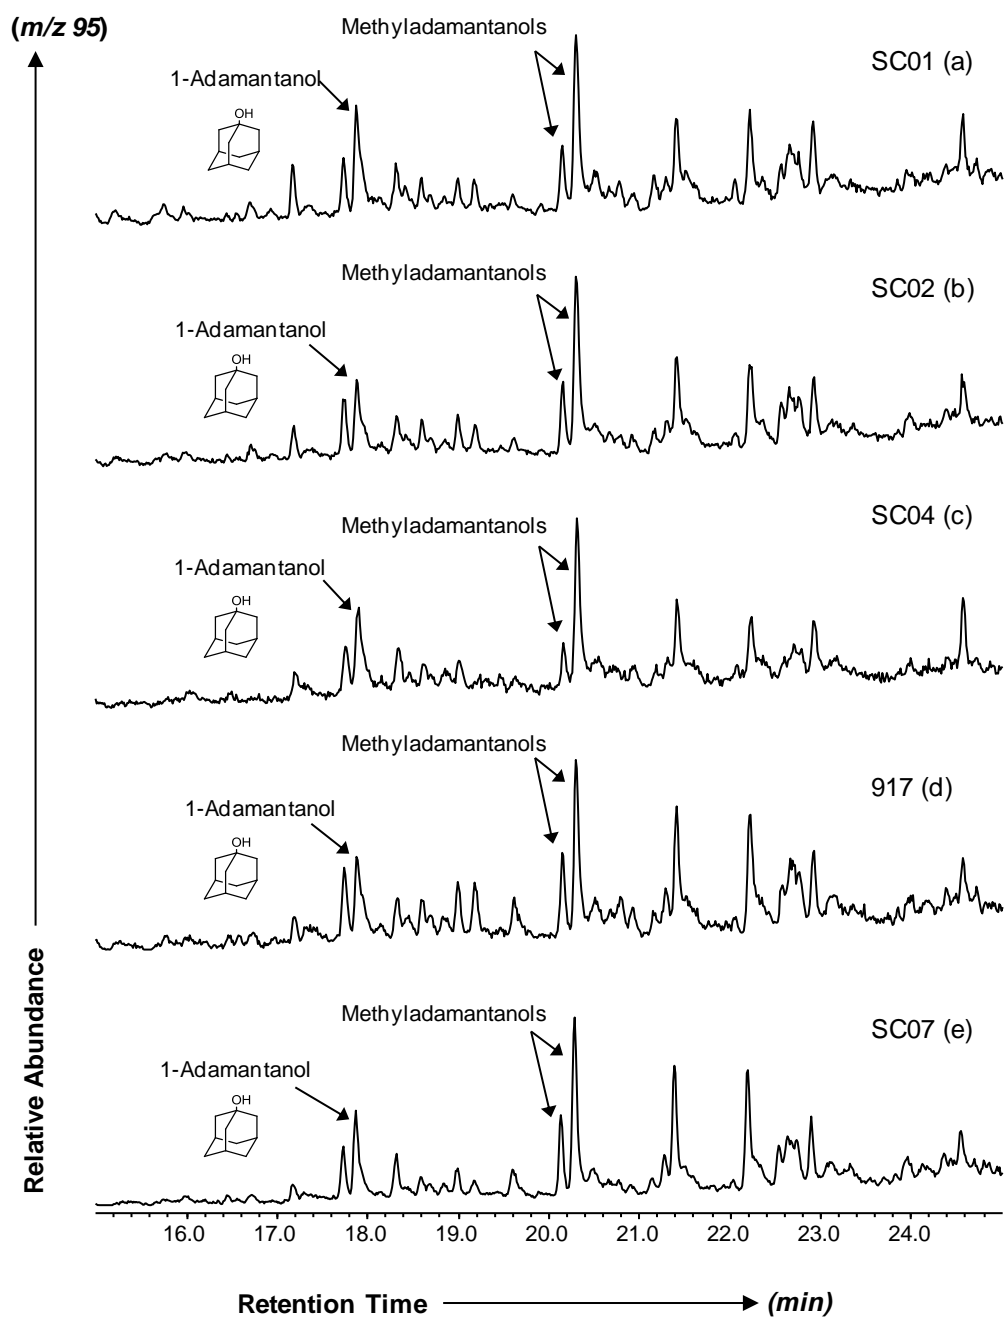 (m/z 95)
Methyladamantanols
SC01 (a)
1-Adamantanol
OH
Methyladamantanols
SC02 (b)
1-Adamantanol
OH
SC04 (c)
Methyladamantanols
1-Adamantanol
OH
Methyladamantanols
917 (d)
1-Adamantanol
OH
Methyladamantanols
SC07 (e)
1-Adamantanol
OH
Relative Abundance
16.0 17.0 18.0 19.0 20.0 21.0 22.0 23.0 24.0
Retention Time (min)